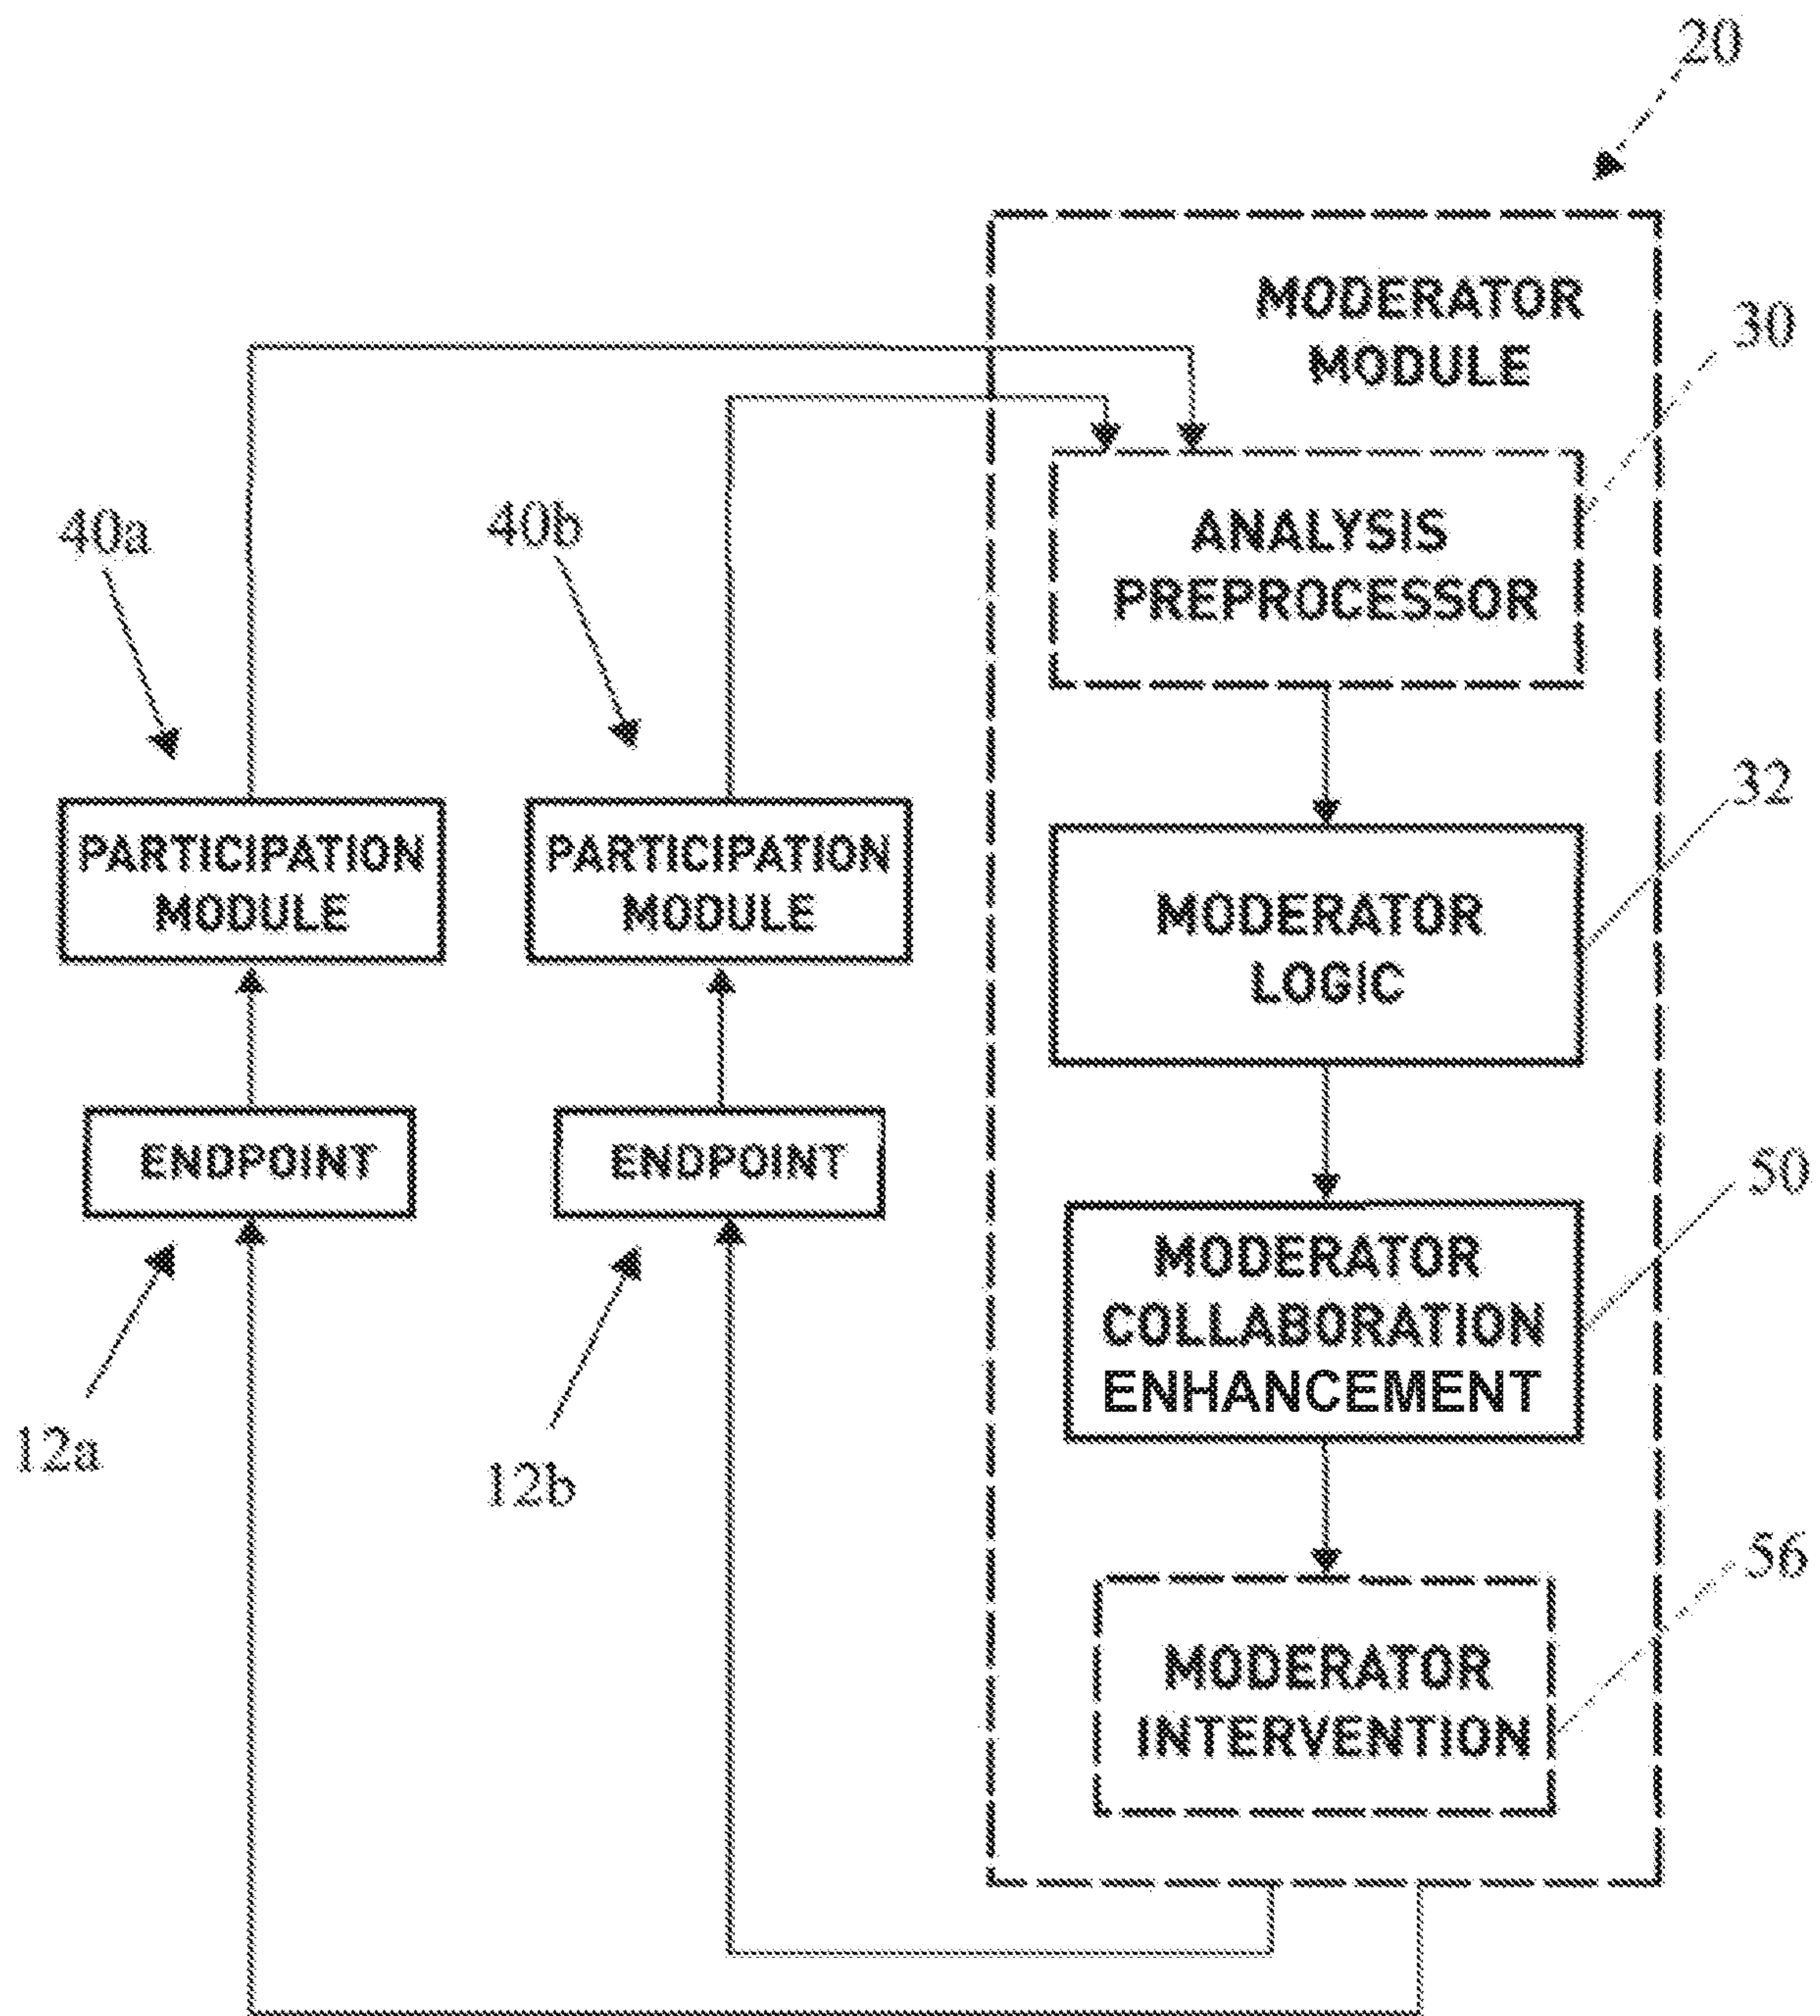 20
MODERATOR
MODULE
30
ANALYSIS
PREPROCESSOR
40a
40b
32
PARTICIPATION
MODULE
PARTICIPATION
MODULE
MODERATOR
LOGIC
ENDPOINT
ENDPOINT
50
MODERATOR
COLLABORATION
ENHANCEMENT
12a
12b
56
MODERATOR
INTERVENTION